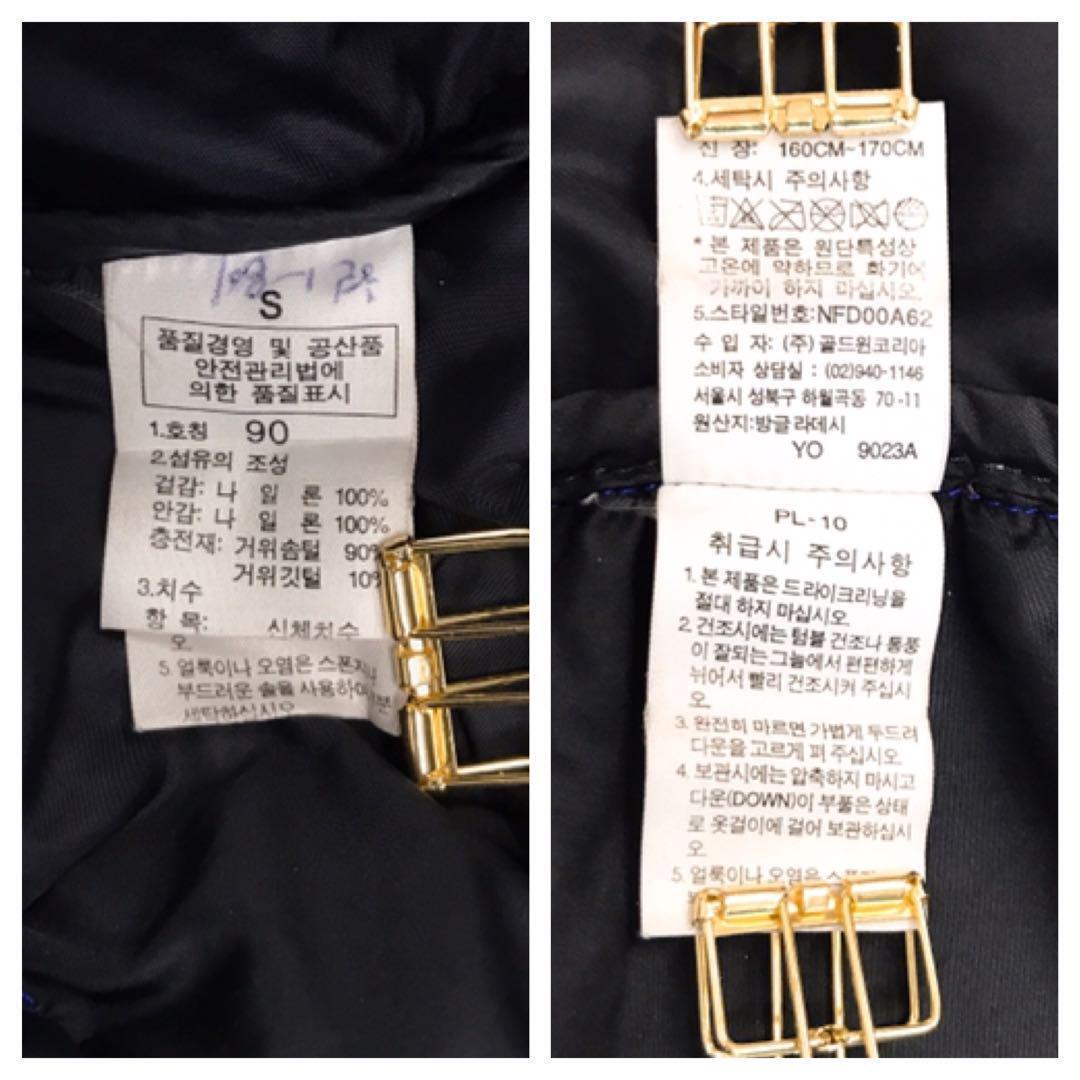 S
품질경영 및 공산품
안전관리법에
의한 품질표시
1.호칭 90
2.섬유의 조성
겉감: 나 일 론 100%
안감: 나 일 론 100%
충전재: 거위솜털 90%
거위깃털 10%
3.치수
항 목: 신체치수
오.
5. 얼룩이나 오염은 스폰지나
부드러운 솔을 사용하여
세탁하십시오
신 장: 160CM~170CM
4.세탁시 주의사항
* 본 제품은 원단특성상
고온에 약하므로 화기에
가까이 하지 마십시오.
5.스타일번호:NFD00A62
수 입 자: (주) 골드윈코리아
소비자 상담실 : (02)940-1146
서울시 성북구 하월곡동 70-11
원산지:방글라데시
YO 9023A
PL-10
취급시 주의사항
1. 본 제품은 드라이크리닝을
절대 하지 마십시오.
2. 건조시에는 텀블 건조나 통풍
이 잘되는 그늘에서 편편하게
뉘어서 빨리 건조시켜 주십시
오.
3. 완전히 마르면 가볍게 두드려
다운을 고르게 펴 주십시오.
4. 보관시에는 압축하지 마시고
다운(DOWN)이 부풀은 상태
로 옷걸이에 걸어 보관하십시
오.
5. 얼룩이나 오염은